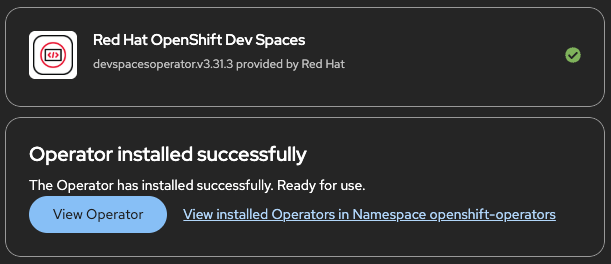 Red Hat OpenShift Dev Spaces
devspacesoperator.v3.31.3 provided by Red Hat
Operator installed successfully
The Operator has installed successfully. Ready for use.
View Operator
View installed Operators in Namespace openshift-operators